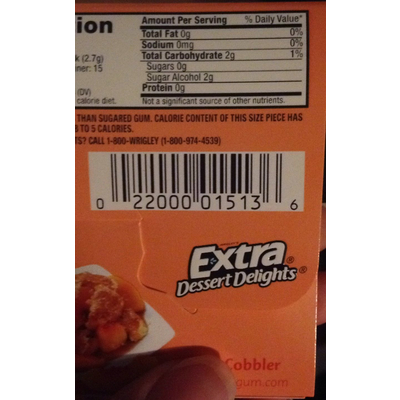 ion
Amount Per Serving % Daily Value*
Total Fat 0g 0%
Sodium 0mg 0%
k (2.7g)
Total Carbohydrate 2g 1%
ner: 15
Sugars 0g
Sugar Alcohol 2g
(DV)
Protein 0g
calorie diet.
Not a significant source of other nutrients.
THAN SUGARED GUM. CALORIE CONTENT OF THIS SIZE PIECE HAS
TO 5 CALORIES.
TS? CALL 1-800-WRIGLEY (1-800-974-4539)
0 22000 01513 6
Extra®
Dessert Delights®
Cobbler
gum.com